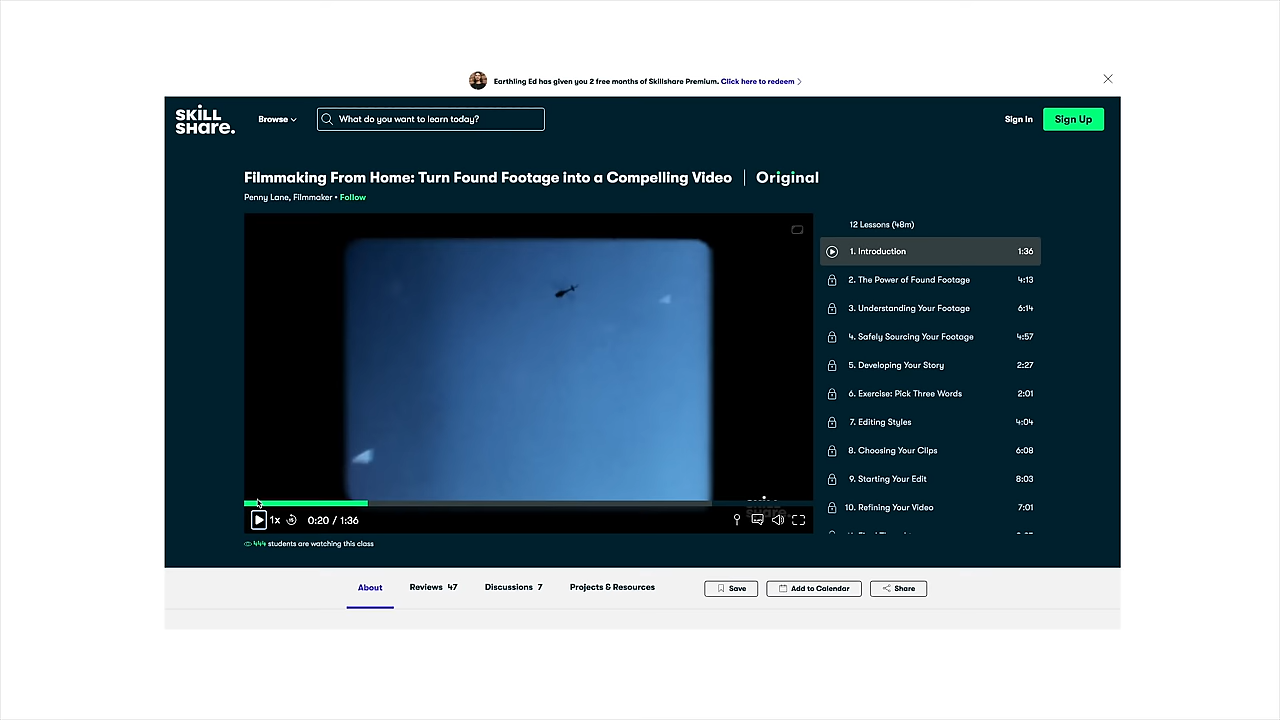 Earthling Ed has given you 2 free months of Skillshare Premium. Click here to redeem
SKILL
SHARE.
Browse
What do you want to learn today?
Sign In
Sign Up
Filmmaking From Home: Turn Found Footage into a Compelling Video | Original
Penny Lane, Filmmaker • Follow
12 Lessons (48m)
1. Introduction 1:36
2. The Power of Found Footage 4:13
3. Understanding Your Footage 6:14
4. Safely Sourcing Your Footage 4:57
5. Developing Your Story 2:27
6. Exercise: Pick Three Words 2:01
7. Editing Styles 4:04
8. Choosing Your Clips 6:08
9. Starting Your Edit 8:03
10. Refining Your Video 7:01
1x
0:20 / 1:36
444 students are watching this class
About
Reviews 47
Discussions 7
Projects & Resources
Save
Add to Calendar
Share